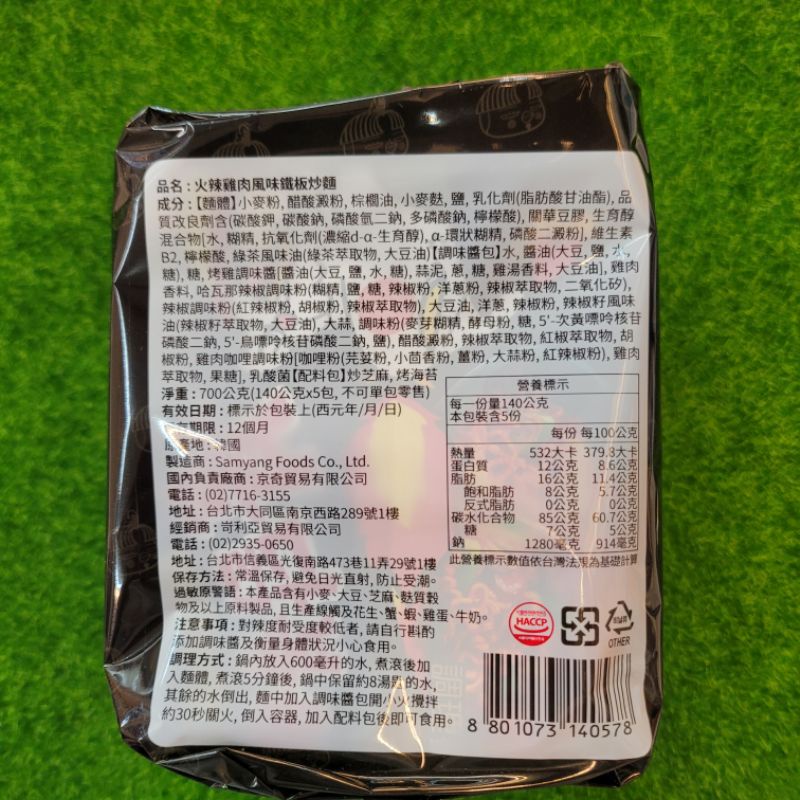 品名：火辣雞肉風味鐵板炒麵
成分：【麵體】小麥粉, 醋酸澱粉, 棕櫚油, 小麥麩, 鹽, 乳化劑(脂肪酸甘油酯), 品
質改良劑含(碳酸鉀, 碳酸鈉, 磷酸氫二鈉, 多磷酸鈉, 檸檬酸), 關華豆膠, 生育醇
混合物[水, 糊精, 抗氧化劑(濃縮d-α-生育醇), α-環狀糊精, 磷酸二澱粉], 維生素
B2, 檸檬酸, 綠茶風味油(綠茶萃取物, 大豆油)【調味醬包】水, 醬油(大豆, 鹽, 水,
糖), 糖, 烤雞調味醬[醬油(大豆, 鹽, 水, 糖), 蒜泥, 蔥, 糖, 雞湯香料, 大豆油], 雞肉
香料, 哈瓦那辣椒調味粉(糊精, 鹽, 糖, 辣椒粉, 洋蔥粉, 辣椒萃取物, 二氧化矽),
辣椒調味粉(紅辣椒粉, 胡椒粉, 辣椒萃取物), 大豆油, 洋蔥, 辣椒粉, 辣椒籽風味
油(辣椒籽萃取物, 大豆油), 大蒜, 調味粉(麥芽糊精, 酵母粉, 糖, 5'-次黃嘌呤核苷
磷酸二鈉, 5'-鳥嘌呤核苷磷酸二鈉, 鹽), 醋酸澱粉, 辣椒萃取物, 紅椒萃取物, 胡
椒粉, 雞肉咖哩調味粉[咖哩粉(芫荽粉, 小茴香粉, 薑粉, 大蒜粉, 紅辣椒粉), 雞肉
萃取物, 果糖], 乳酸菌【配料包】炒芝麻, 烤海苔
淨重：700公克(140公克x5包, 不可單包零售)
有效日期：標示於包裝上(西元年/月/日)
期限：12個月
原產地：韓國
製造商：Samyang Foods Co., Ltd.
國內負責廠商：京奇貿易有限公司
電話：(02)7716-3155
地址：台北市大同區南京西路289號1樓
經銷商：岢利亞貿易有限公司
電話：(02)2935-0650
地址：台北市信義區光復南路473巷11弄29號1樓
保存方法：常溫保存, 避免日光直射, 防止受潮。
過敏原警語：本產品含有小麥、大豆、芝麻、麩質穀
物及以上原料製品, 且生產線觸及花生、蟹、蝦、雞蛋、牛奶。
注意事項：對辣度耐受度較低者, 請自行斟酌
添加調味醬及衡量身體狀況小心食用。
調理方式：鍋內放入600毫升的水, 煮滾後加
入麵體, 煮滾5分鐘後, 鍋中保留約8湯匙的水,
其餘的水倒出, 麵中加入調味醬包開小火攪拌
約30秒關火, 倒入容器, 加入配料包後即可食用。
營養標示
每一份量140公克
本包裝含5份
每份 每100公克
熱量 532大卡 379.8大卡
蛋白質 12公克 8.6公克
脂肪 16公克 11.4公克
飽和脂肪 8公克 5.7公克
反式脂肪 0公克 0公克
碳水化合物 85公克 60.7公克
糖 7公克 5公克
鈉 1280毫克 914毫克
此營養標示數值依台灣法規為基礎計算
HACCP
OTHER
8 801073 140578